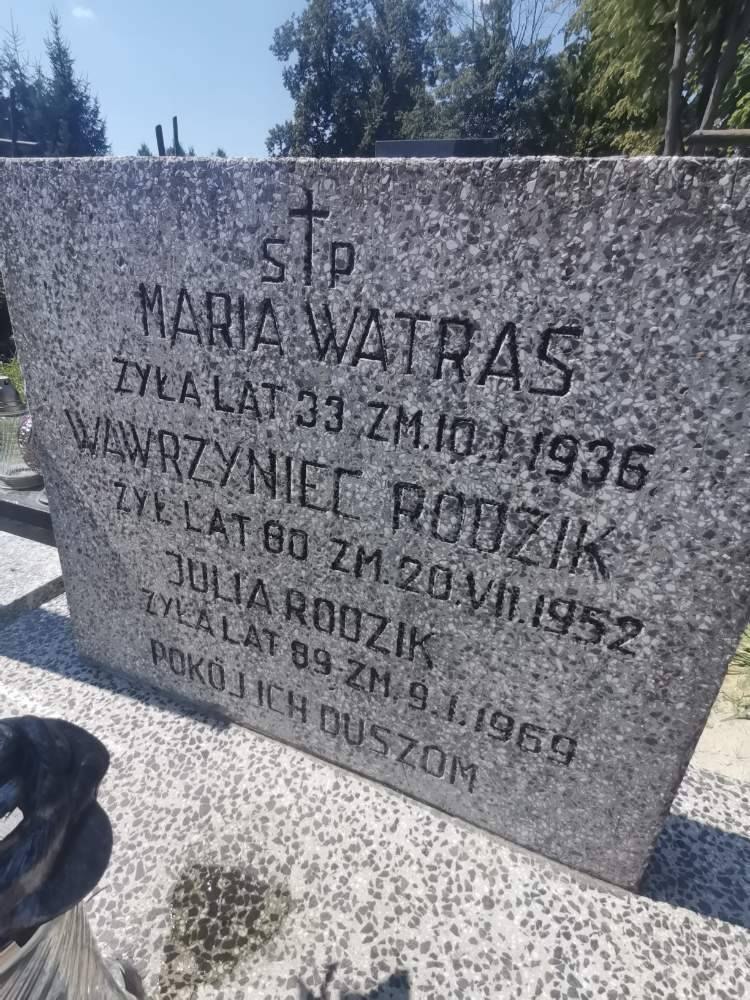 S P
MARIA WATRAS
ŻYŁA LAT 33 ZM. 10.I.1936
WAWRZYNIEC RODZIK
ŻYŁ LAT 80 ZM. 20.VII.1952
JULIA RODZIK
ŻYŁA LAT 89 ZM. 9.I.1969
POKÓJ ICH DUSZOM